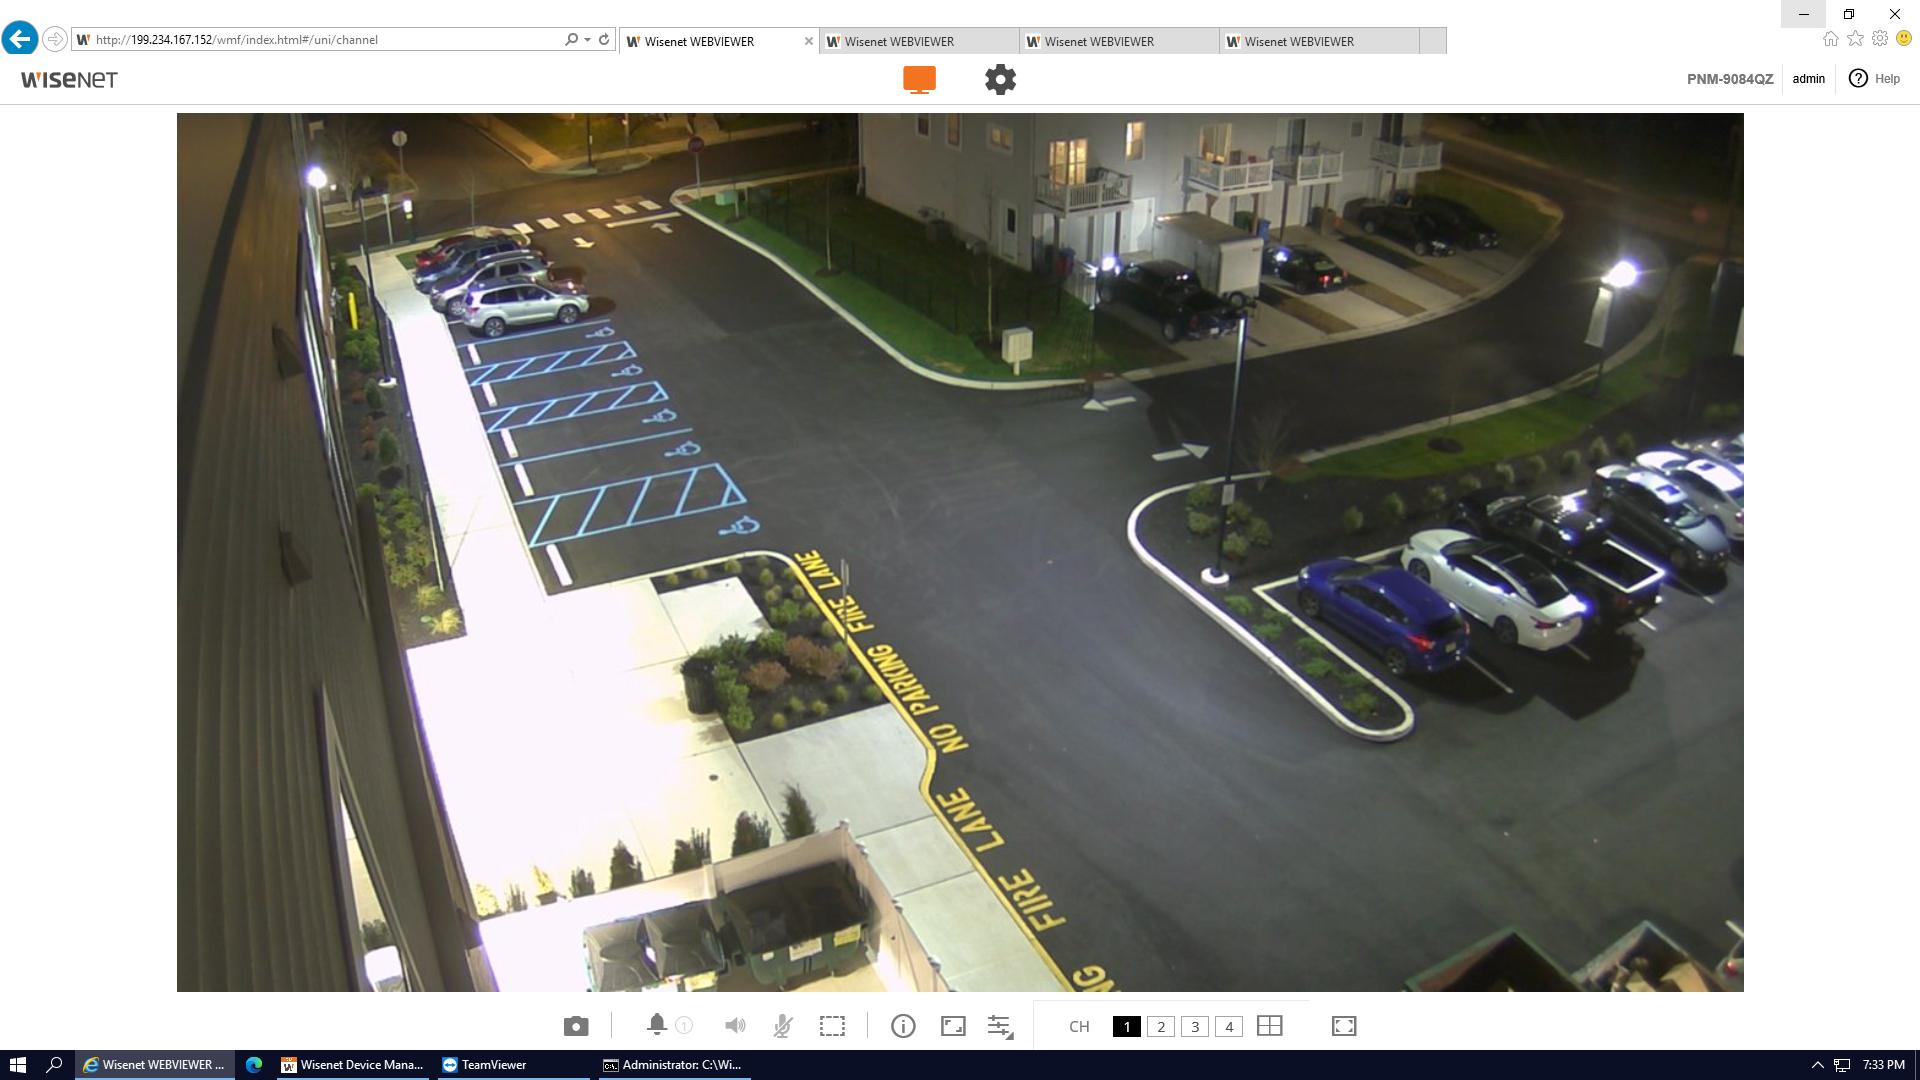 http://199.234.167.152/wmf/index.html#/uni/channel
Wisenet WEBVIEWER
Wisenet WEBVIEWER
Wisenet WEBVIEWER
Wisenet WEBVIEWER
WISENET
PNM-9084QZ
admin
Help
FIRE LANE
NO PARKING
FIRE LANE
NG
1
CH
1
2
3
4
Wisenet WEBVIEWER ...
Wisenet Device Mana...
TeamViewer
Administrator: C:\Wi...
7:33 PM